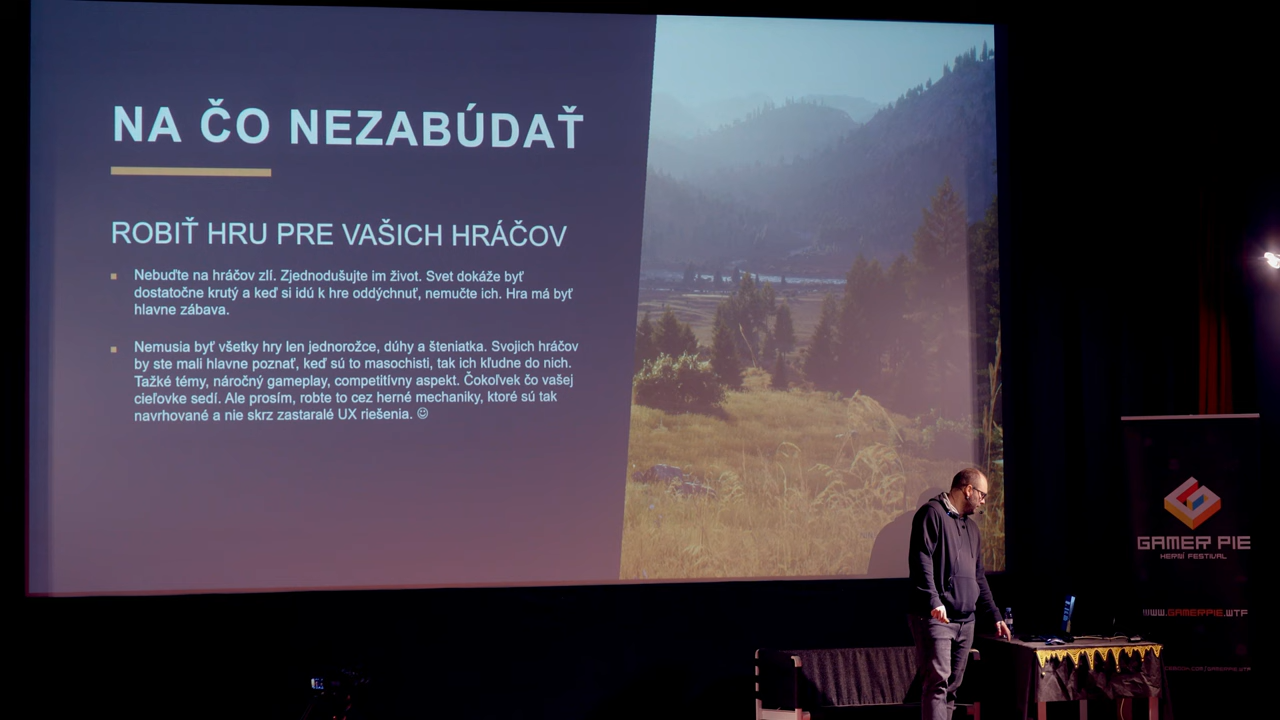 NA ČO NEZABÚDAŤ
ROBIŤ HRU PRE VAŠICH HRÁČOV
Nebuďte na hráčov zlí. Zjednodušujte im život. Svet dokáže byť
dostatočne krutý a keď si idú k hre oddýchnuť, nemučte ich. Hra má byť
hlavne zábava.
Nemusia byť všetky hry len jednorožce, dúhy a šteniatka. Svojich hráčov
by ste mali hlavne poznať, keď sú to masochisti, tak ich kľudne do nich.
Tažké témy, náročný gameplay, competitívny aspekt. Čokoľvek čo vašej
cieľovke sedí. Ale prosím, robte to cez herné mechaniky, ktoré sú tak
navrhované a nie skrz zastaralé UX riešenia. ☺
GAMER PIE
HERNÍ FESTIVAL
WWW.GAMERPIE.WTF